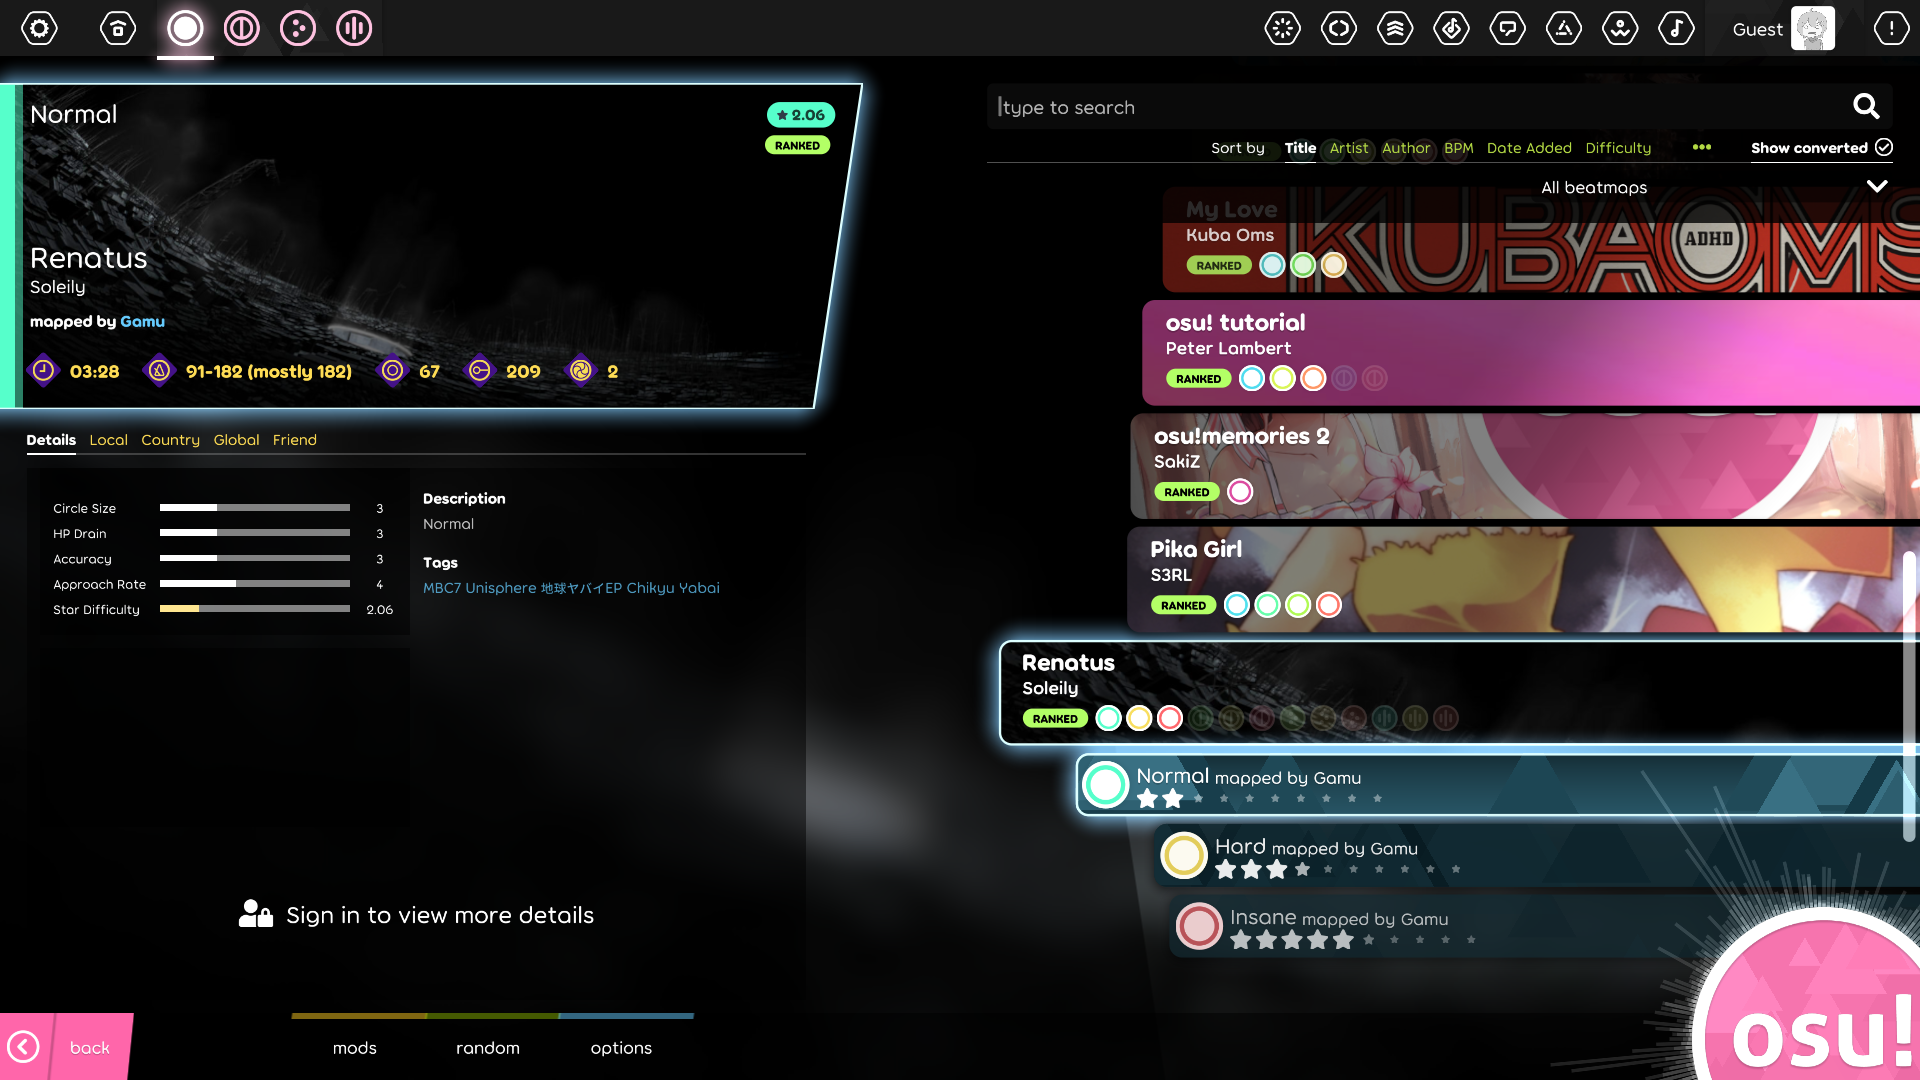 Guest
Normal
2.06
RANKED
Renatus
Soleily
mapped by Gamu
03:28
91-182 (mostly 182)
67
209
2
Details Local Country Global Friend
Circle Size 3
HP Drain 3
Accuracy 3
Approach Rate 4
Star Difficulty 2.06
Description
Normal
Tags
MBC7 Unisphere 地球ヤバイEP Chikyu Yabai
Sign in to view more details
type to search
Sort by Title Artist Author BPM Date Added Difficulty
Show converted
All beatmaps
My Love
Kuba Oms
RANKED
KUBAOMS
ADHD
osu! tutorial
Peter Lambert
RANKED
osu!memories 2
SakiZ
RANKED
Pika Girl
S3RL
RANKED
Renatus
Soleily
RANKED
Normal mapped by Gamu
Hard mapped by Gamu
Insane mapped by Gamu
back
mods
random
options
osu!